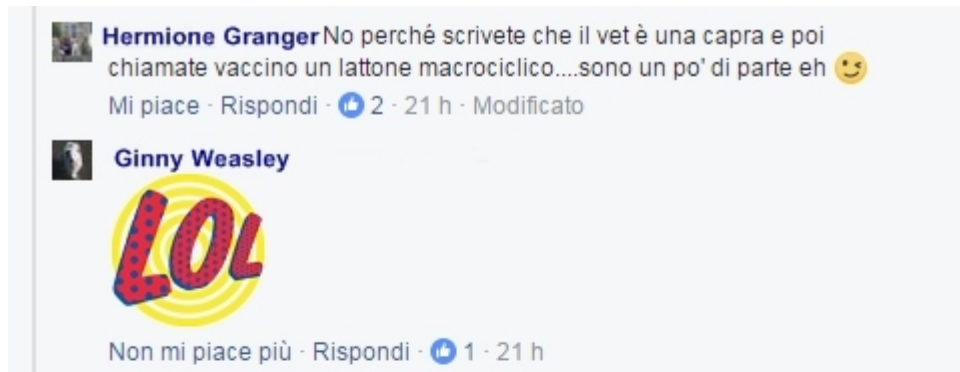 Hermione Granger No perché scrivete che il vet è una capra e poi
chiamate vaccino un lattone macrociclico....sono un po' di parte eh 😉
Mi piace · Rispondi · 2 · 21 h · Modificato
Ginny Weasley
LOL
Non mi piace più · Rispondi · 1 · 21 h